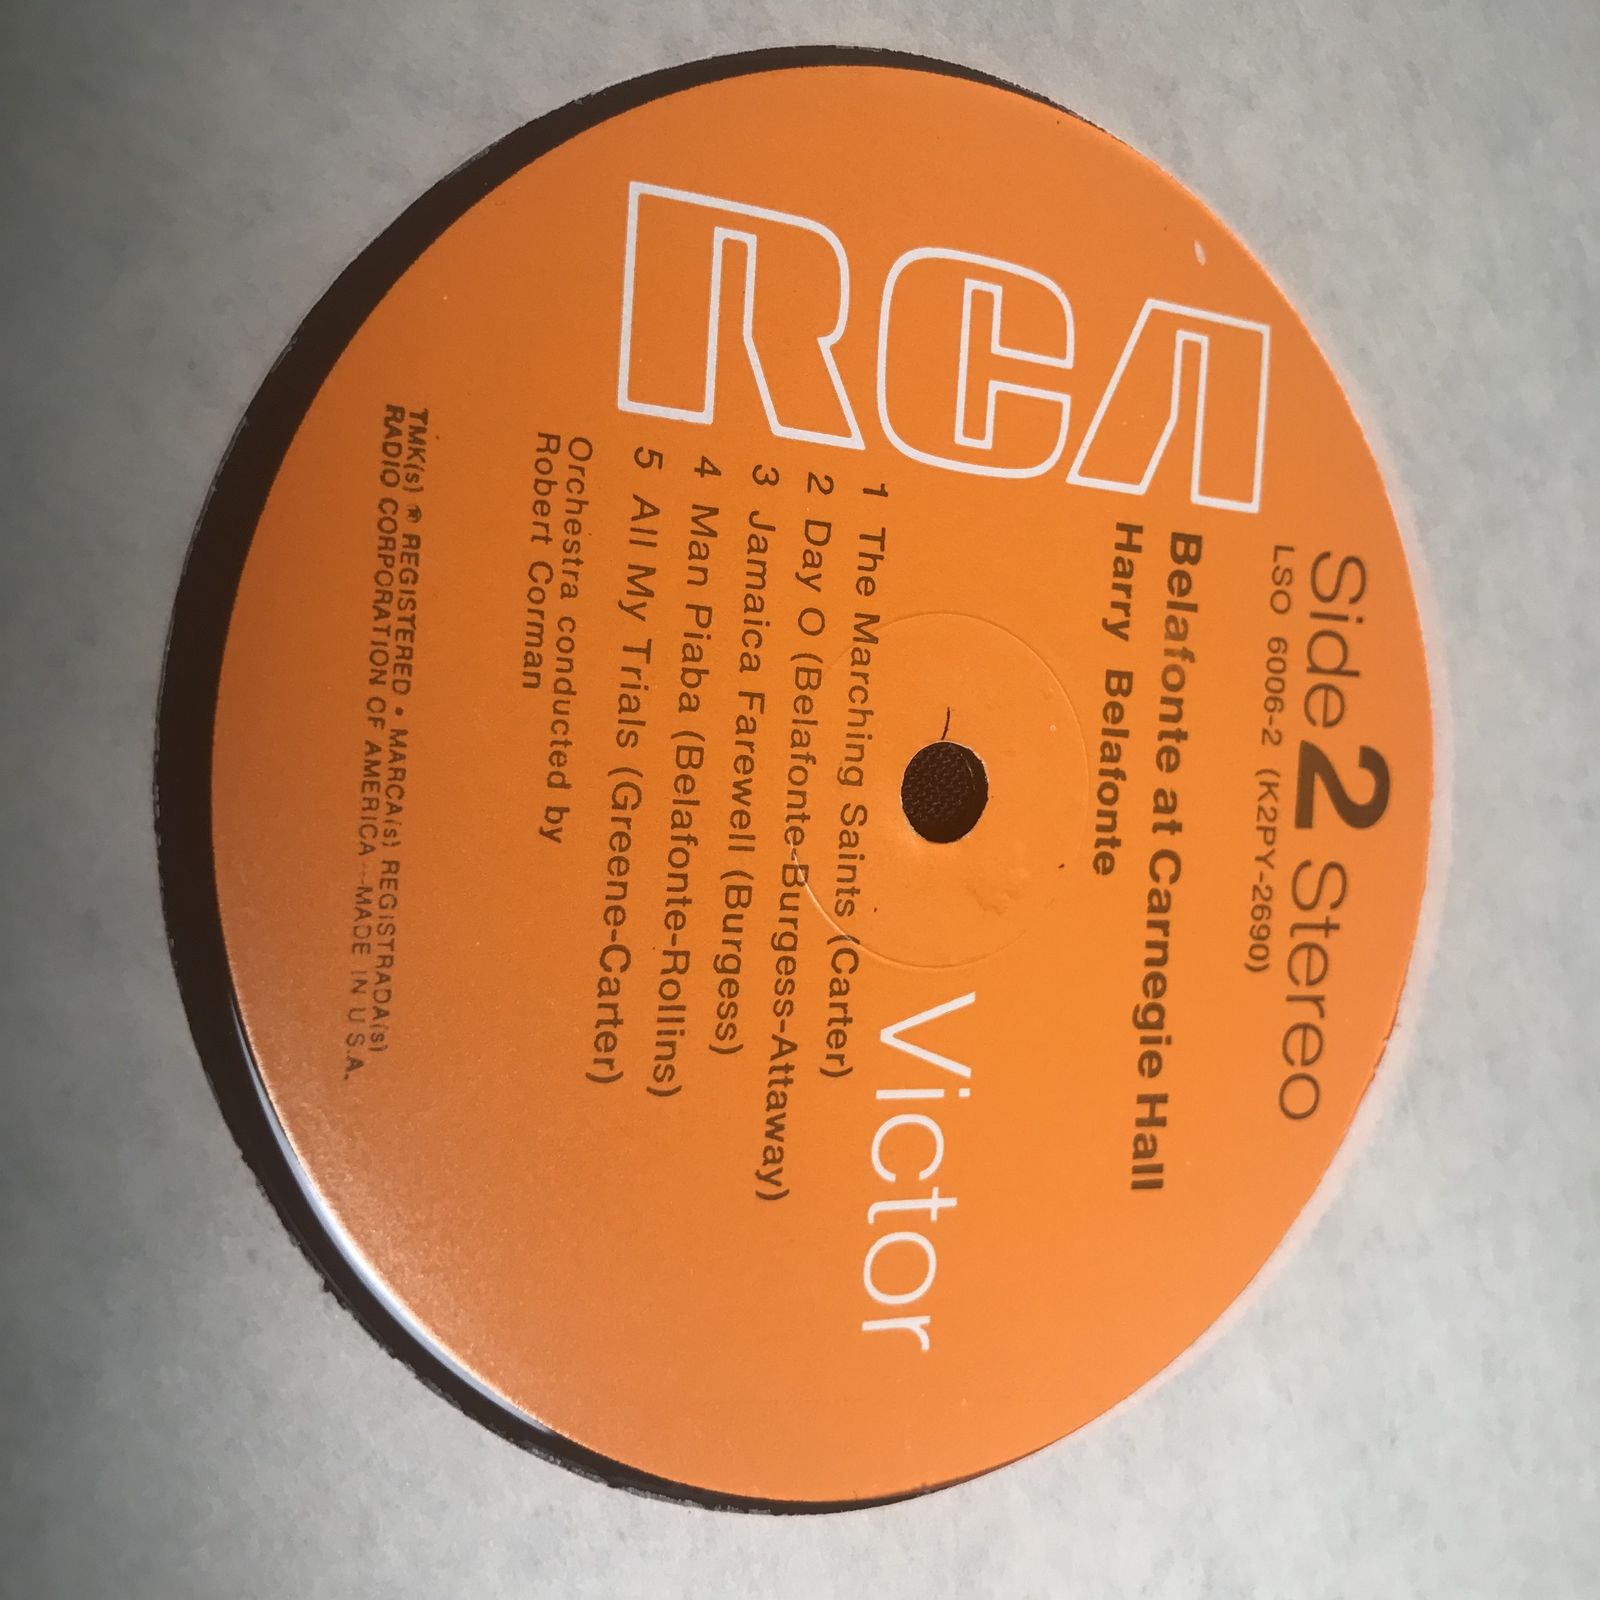 Side 2 Stereo
LSO 6006-2 (K2PY-2690)
Belafonte at Carnegie Hall
Harry Belafonte
RCA Victor
1 The Marching Saints (Carter)
2 Day O (Belafonte-Burgess-Attaway)
3 Jamaica Farewell (Burgess)
4 Man Piaba (Belafonte-Rollins)
5 All My Trials (Greene-Carter)
Orchestra conducted by
Robert Corman
TMK(s) ® REGISTERED • MARCA(s) REGISTRADA(s)
RADIO CORPORATION OF AMERICA--MADE IN U.S.A.